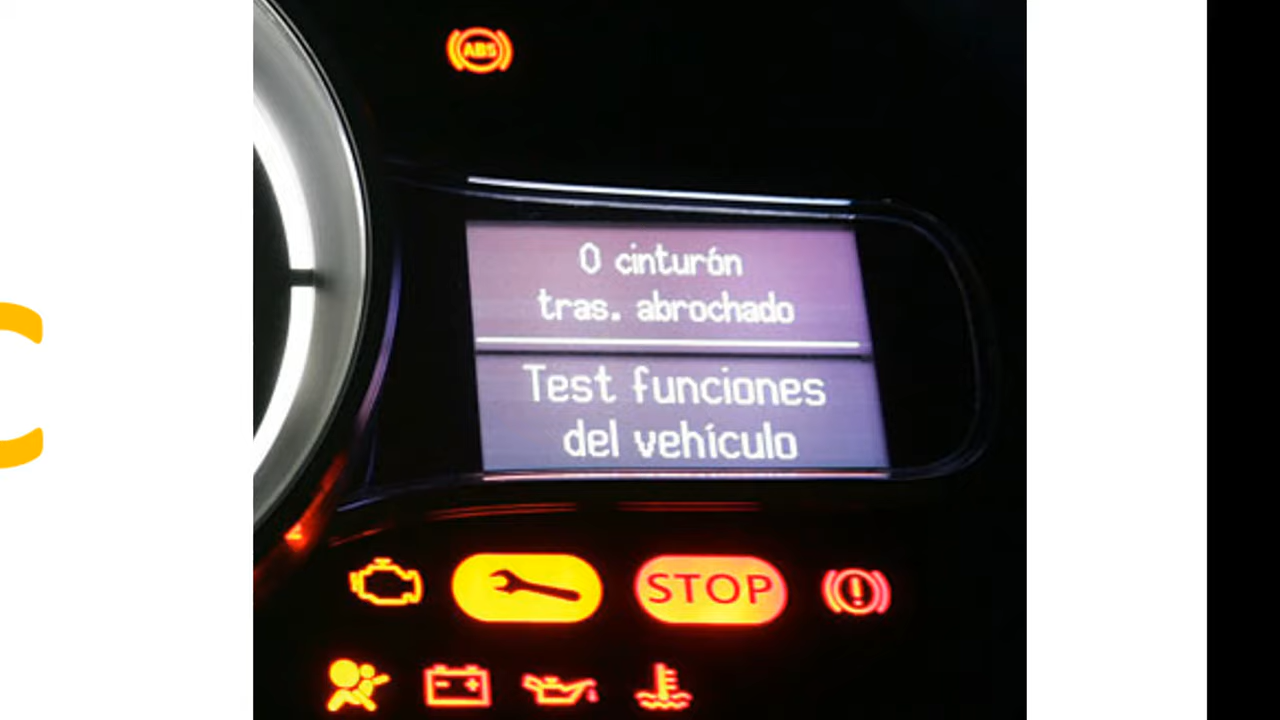 ABS
0 cinturón
tras. abrochado
Test funciones
del vehículo
STOP